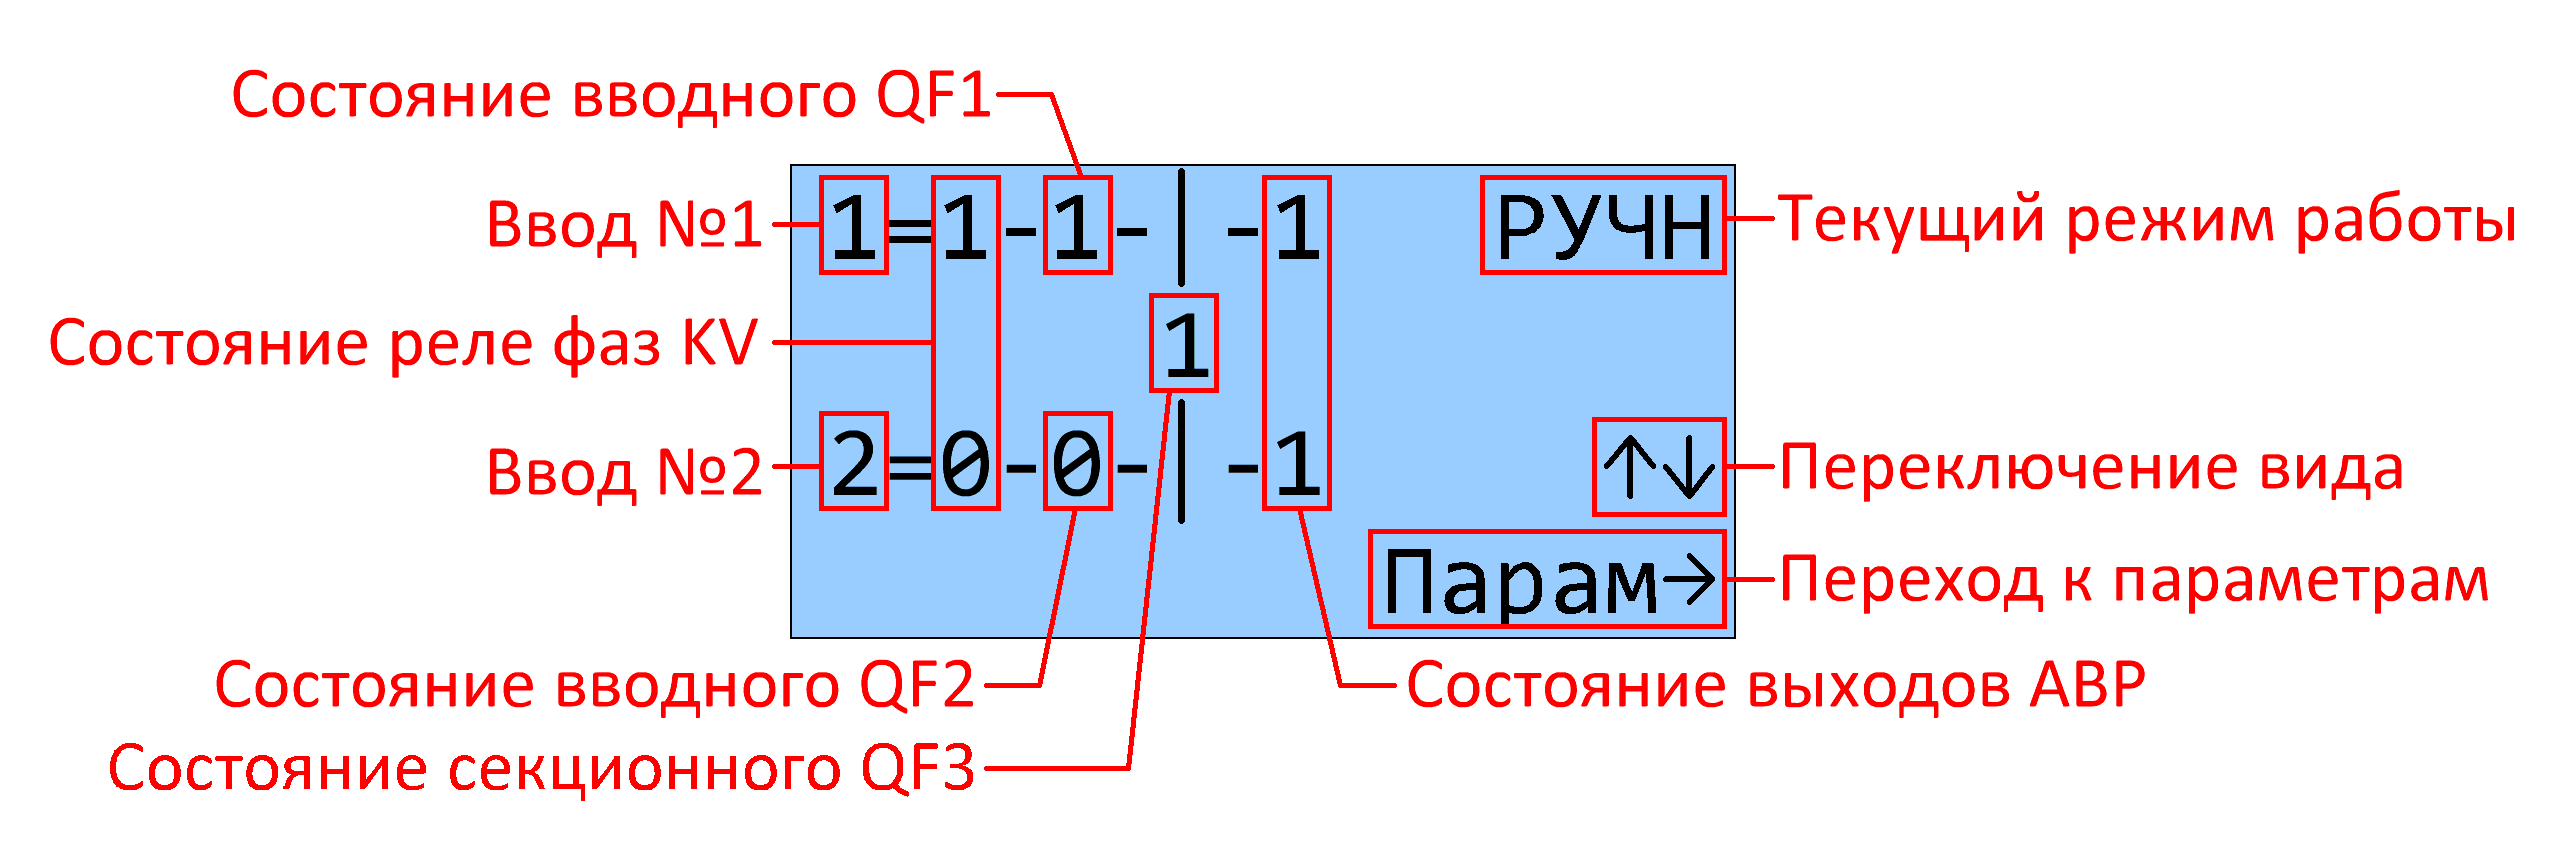 Состояние вводного QF1
Ввод №1
1=1-1-| -1
РУЧН
Текущий режим работы
Состояние реле фаз KV
1
Ввод №2
2=0-0-| -1
↑↓
Переключение вида
Парам→
Переход к параметрам
Состояние вводного QF2
Состояние выходов АВР
Состояние секционного QF3